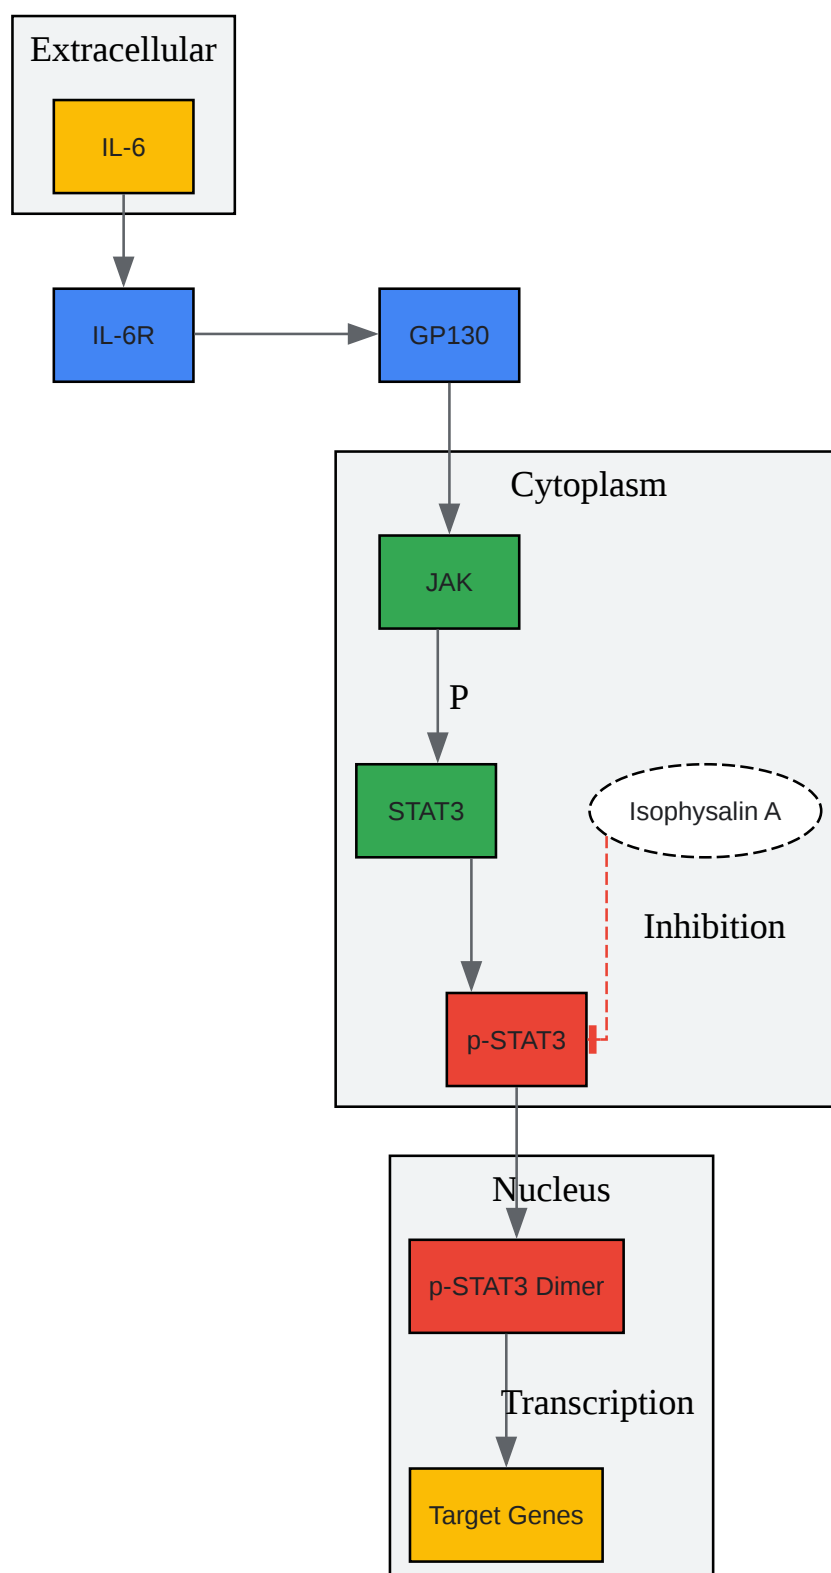 Extracellular
IL-6
IL-6R
GP130
Cytoplasm
JAK
P
STAT3
Isophysalin A
Inhibition
p-STAT3
Nucleus
p-STAT3 Dimer
Transcription
Target Genes